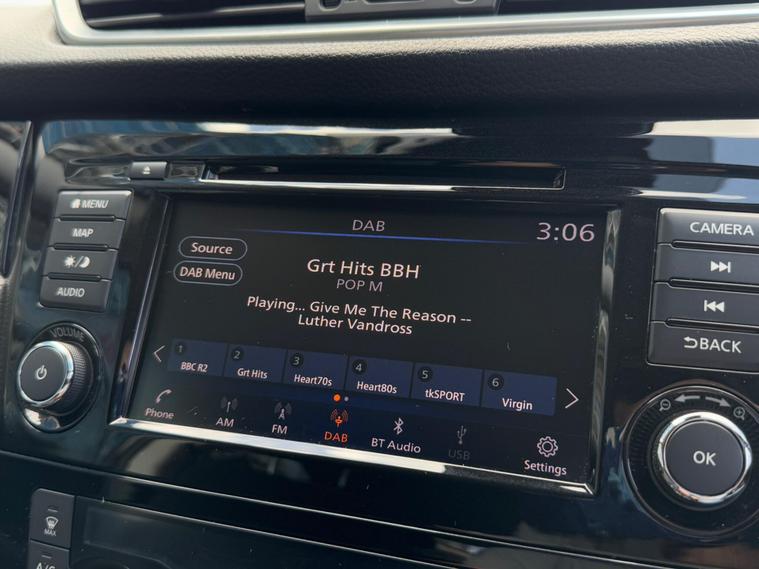 DAB
3:06
Source
Grt Hits BBH
DAB Menu
POP M
Playing... Give Me The Reason --
Luther Vandross
1
BBC R2
2
Grt Hits
3
Heart70s
4
Heart80s
5
tkSPORT
6
Virgin
Phone
AM
FM
DAB
BT Audio
USB
Settings
MENU
MAP
AUDIO
VOLUME
CAMERA
BACK
OK
MAX
A/C